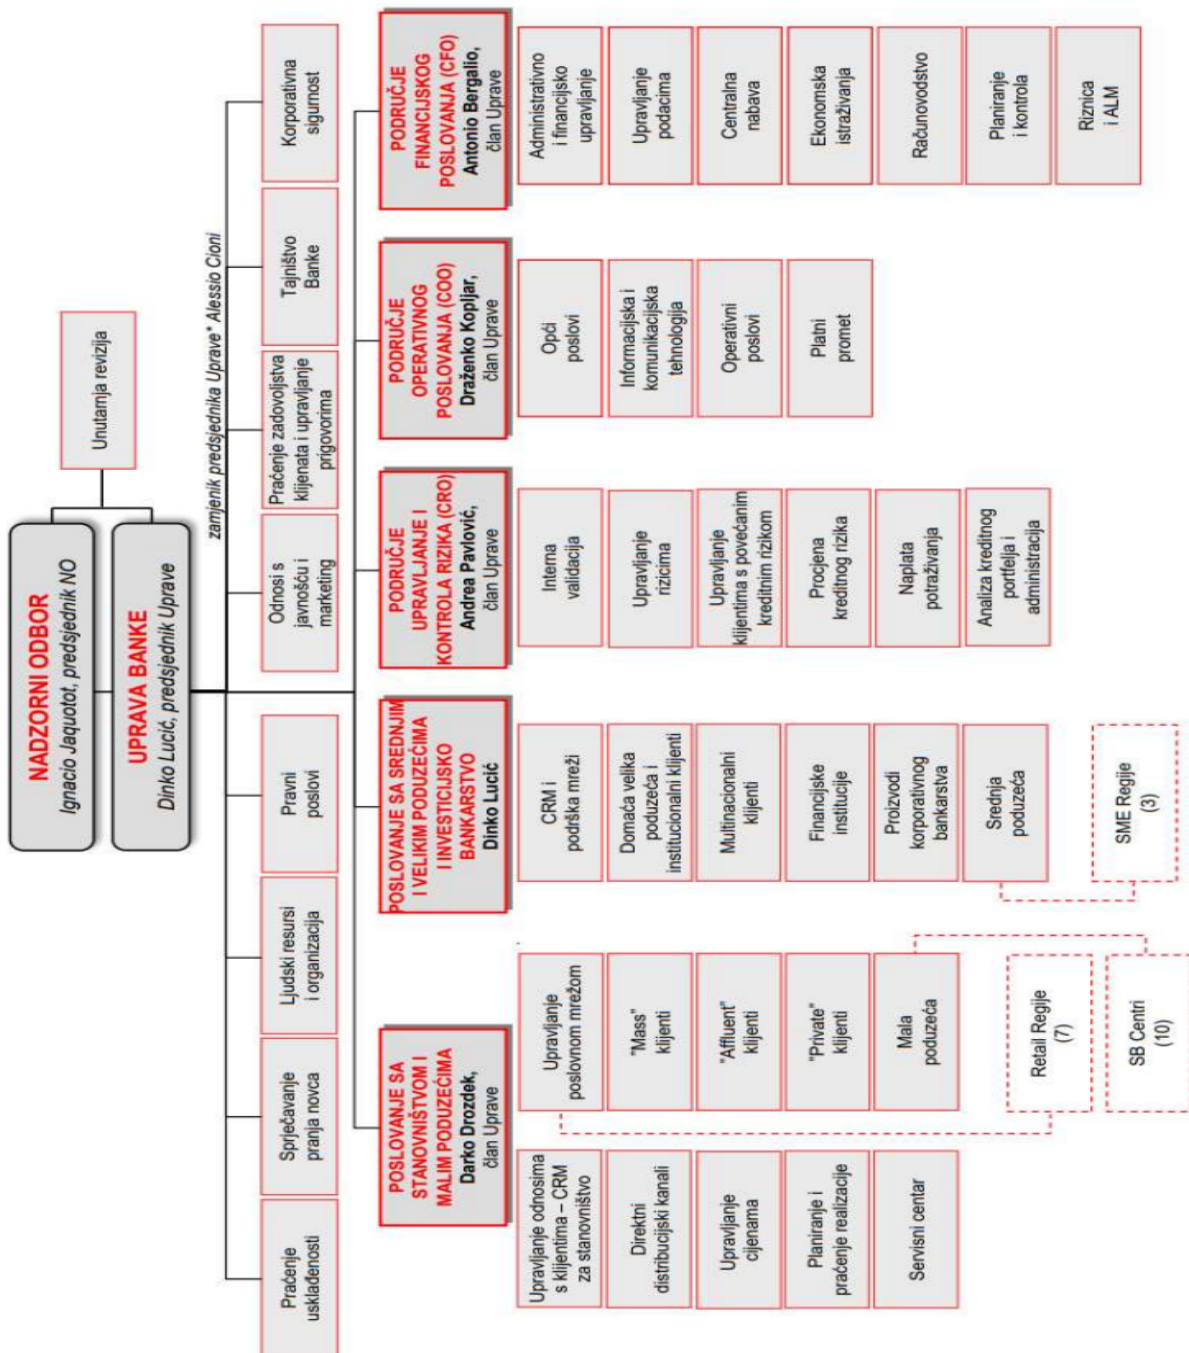 NADZORNI ODBOR
Ignacio Jaquotot, predsjednik NO
Unutarnja revizija
UPRAVA BANKE
Dinko Lucić, predsjednik Uprave
zamjenik predsjednika Uprave* Alessio Cioni
Praćenje
usklađenosti
Sprječavanje
pranja novca
Ljudski resursi
i organizacija
Pravni
poslovi
Odnosi s
javnošću i
marketing
Praćenje zadovoljstva
klijenata i upravljanje
prigovorima
Tajništvo
Banke
Korporativna
sigurnost
POSLOVANJE SA
STANOVNIŠTVOM I
MALIM PODUZEĆIMA
Darko Drozdek,
član Uprave
Upravljanje odnosima
s klijentima – CRM
za stanovništvo
Direktni
distribucijski kanali
Upravljanje
cijenama
Planiranje i
praćenje realizacije
Servisni centar
Upravljanje
poslovnom mrežom
"Mass"
klijenti
"Affluent"
klijenti
"Private"
klijenti
Mala
poduzeća
Retail Regije
(7)
SB Centri
(10)
POSLOVANJE SA SREDNJIM
I VELIKIM PODUZEĆIMA
I INVESTICIJSKO
BANKARSTVO
Dinko Lucić
CRM i
podrška mreži
Domaća velika
poduzeća i
institucionalni klijenti
Multinacionalni
klijenti
Financijske
institucije
Proizvodi
korporativnog
bankarstva
Srednja
poduzeća
SME Regije
(3)
PODRUČJE
UPRAVLJANJE I
KONTROLA RIZIKA (CRO)
Andrea Pavlović,
član Uprave
Interna
validacija
Upravljanje
rizicima
Upravljanje
klijentima s povećanim
kreditnim rizikom
Procjena
kreditnog rizika
Naplata
potraživanja
Analiza kreditnog
portfelja i
administracija
PODRUČJE
OPERATIVNOG
POSLOVANJA (COO)
Draženko Kopljar,
član Uprave
Opći
poslovi
Informacijska i
komunikacijska
tehnologija
Operativni
poslovi
Platni
promet
PODRUČJE
FINANCIJSKOG
POSLOVANJA (CFO)
Antonio Bergalio,
član Uprave
Administrativno
i financijsko
upravljanje
Upravljanje
podacima
Centralna
nabava
Ekonomska
istraživanja
Računovodstvo
Planiranje
i kontrola
Riznica
i ALM